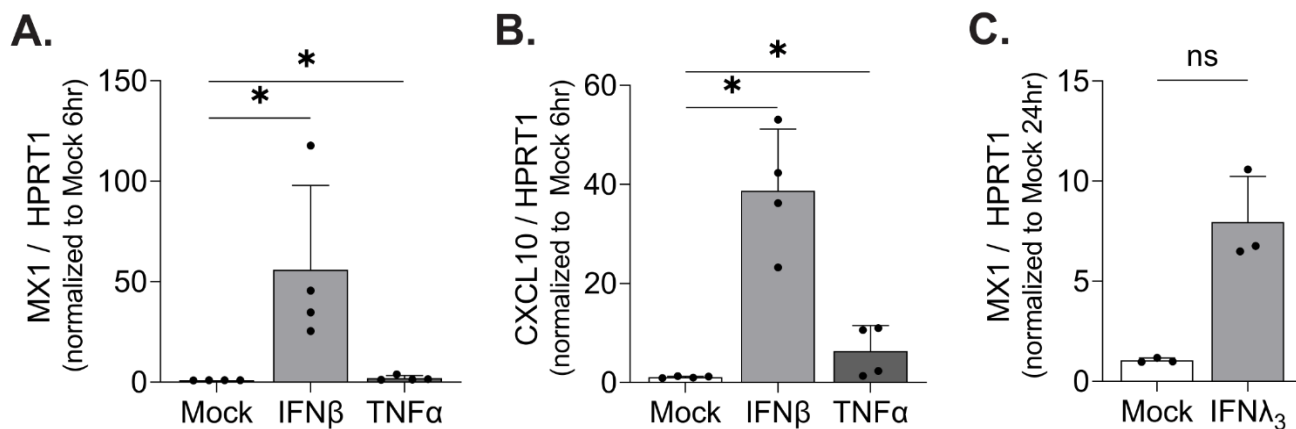 A.
MX1 / HPRT1
(normalized to Mock 6hr)
150
100
50
0
*
*
Mock IFNβ TNFα
B.
CXCL10 / HPRT1
(normalized to Mock 6hr)
60
40
20
0
*
*
Mock IFNβ TNFα
C.
MX1 / HPRT1
(normalized to Mock 24hr)
15
10
5
0
ns
Mock IFNλ₃